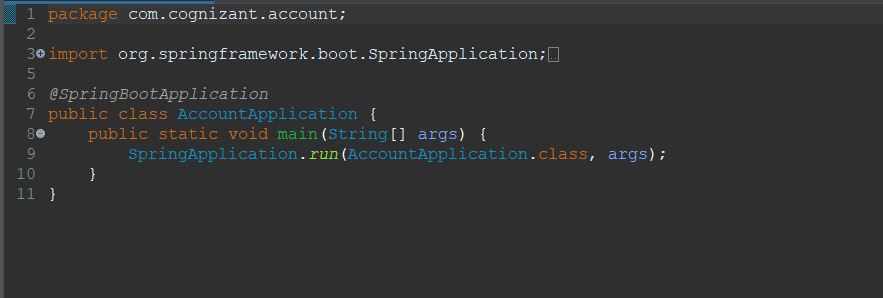 1 package com.cognizant.account;
2
3 import org.springframework.boot.SpringApplication;
5
6 @SpringBootApplication
7 public class AccountApplication {
8     public static void main(String[] args) {
9         SpringApplication.run(AccountApplication.class, args);
10     }
11 }